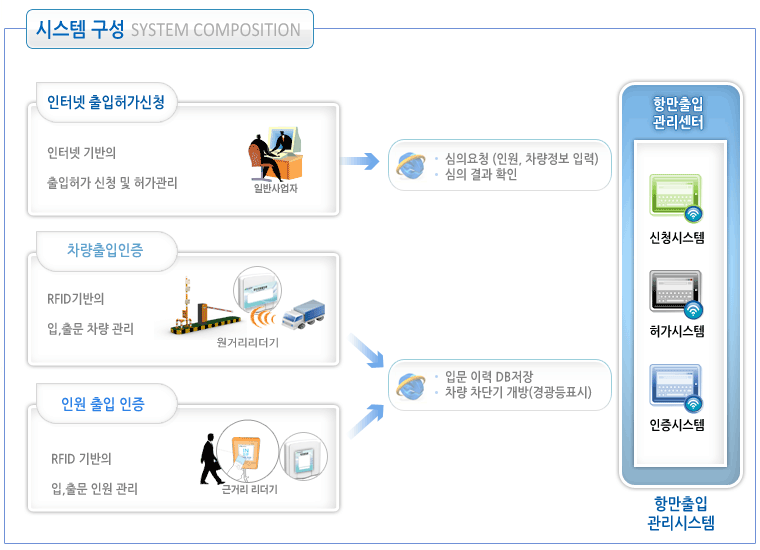 시스템 구성 SYSTEM COMPOSITION
인터넷 출입허가신청
인터넷 기반의
출입허가 신청 및 허가관리
일반사업자
• 심의요청 (인원, 차량정보 입력)
• 심의 결과 확인
차량출입인증
RFID기반의
입,출문 차량 관리
원거리리더기
• 입문 이력 DB저장
• 차량 차단기 개방(경광등표시)
인원 출입 인증
RFID 기반의
입,출문 인원 관리
근거리 리더기
항만출입
관리센터
신청시스템
허가시스템
인증시스템
항만출입
관리시스템